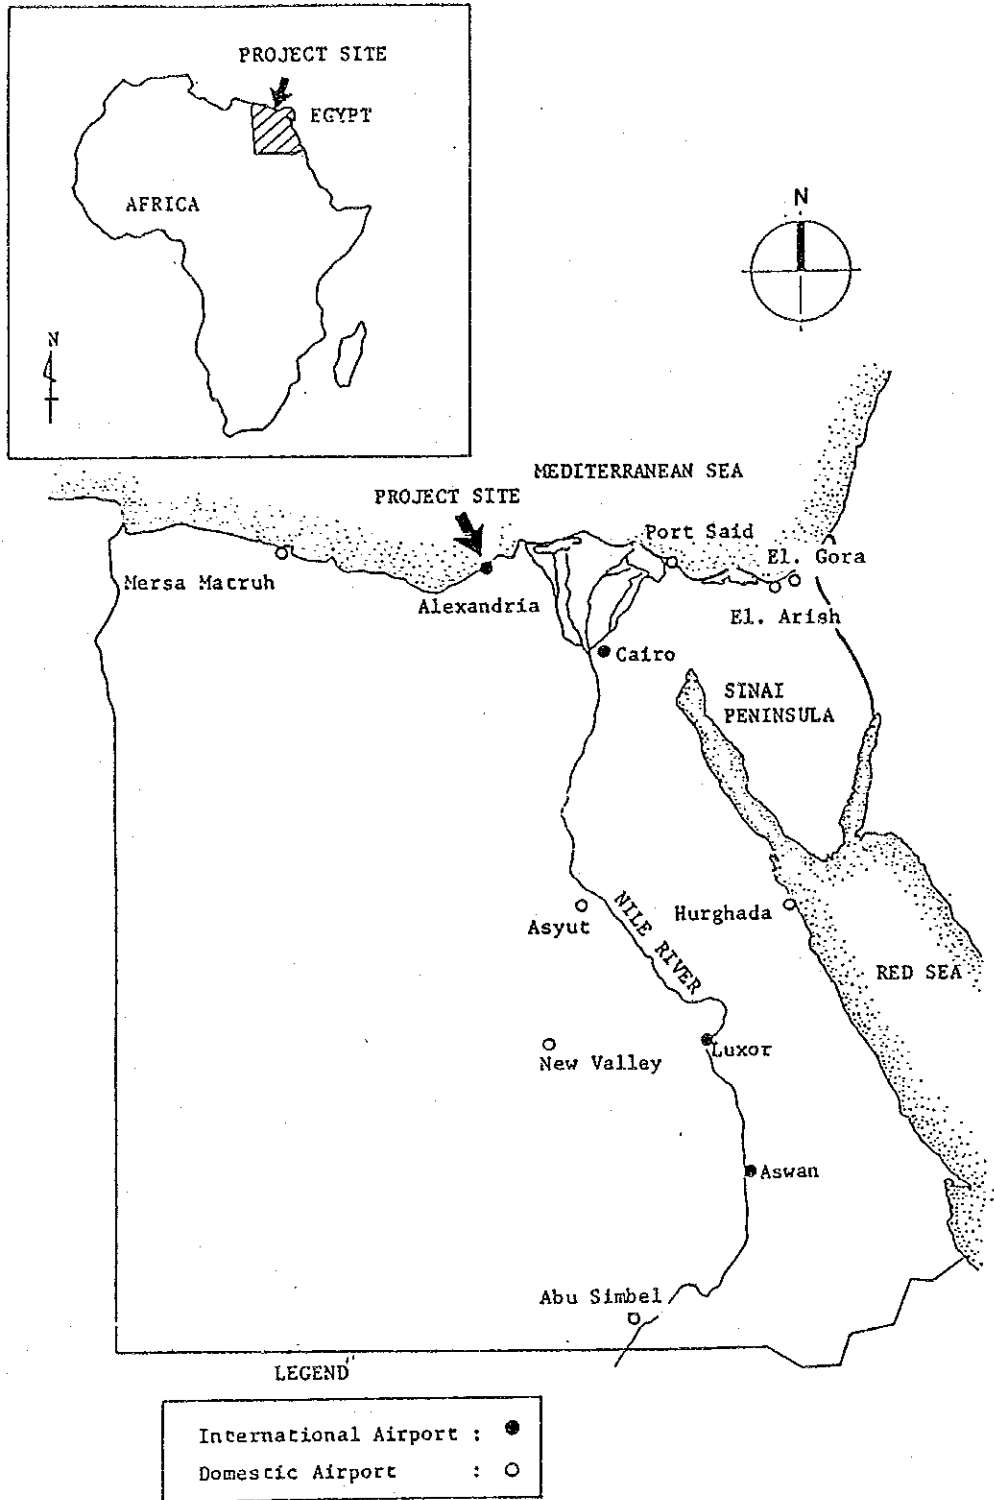 PROJECT SITE
EGYPT
AFRICA
N
N
MEDITERRANEAN SEA
PROJECT SITE
Port Said
El. Gora
Mersa Matruh
Alexandria
El. Arish
Cairo
SINAI
PENINSULA
NILE RIVER
Hurghada
Asyut
RED SEA
Luxor
New Valley
Aswan
Abu Simbel
LEGEND
International Airport :
Domestic Airport :